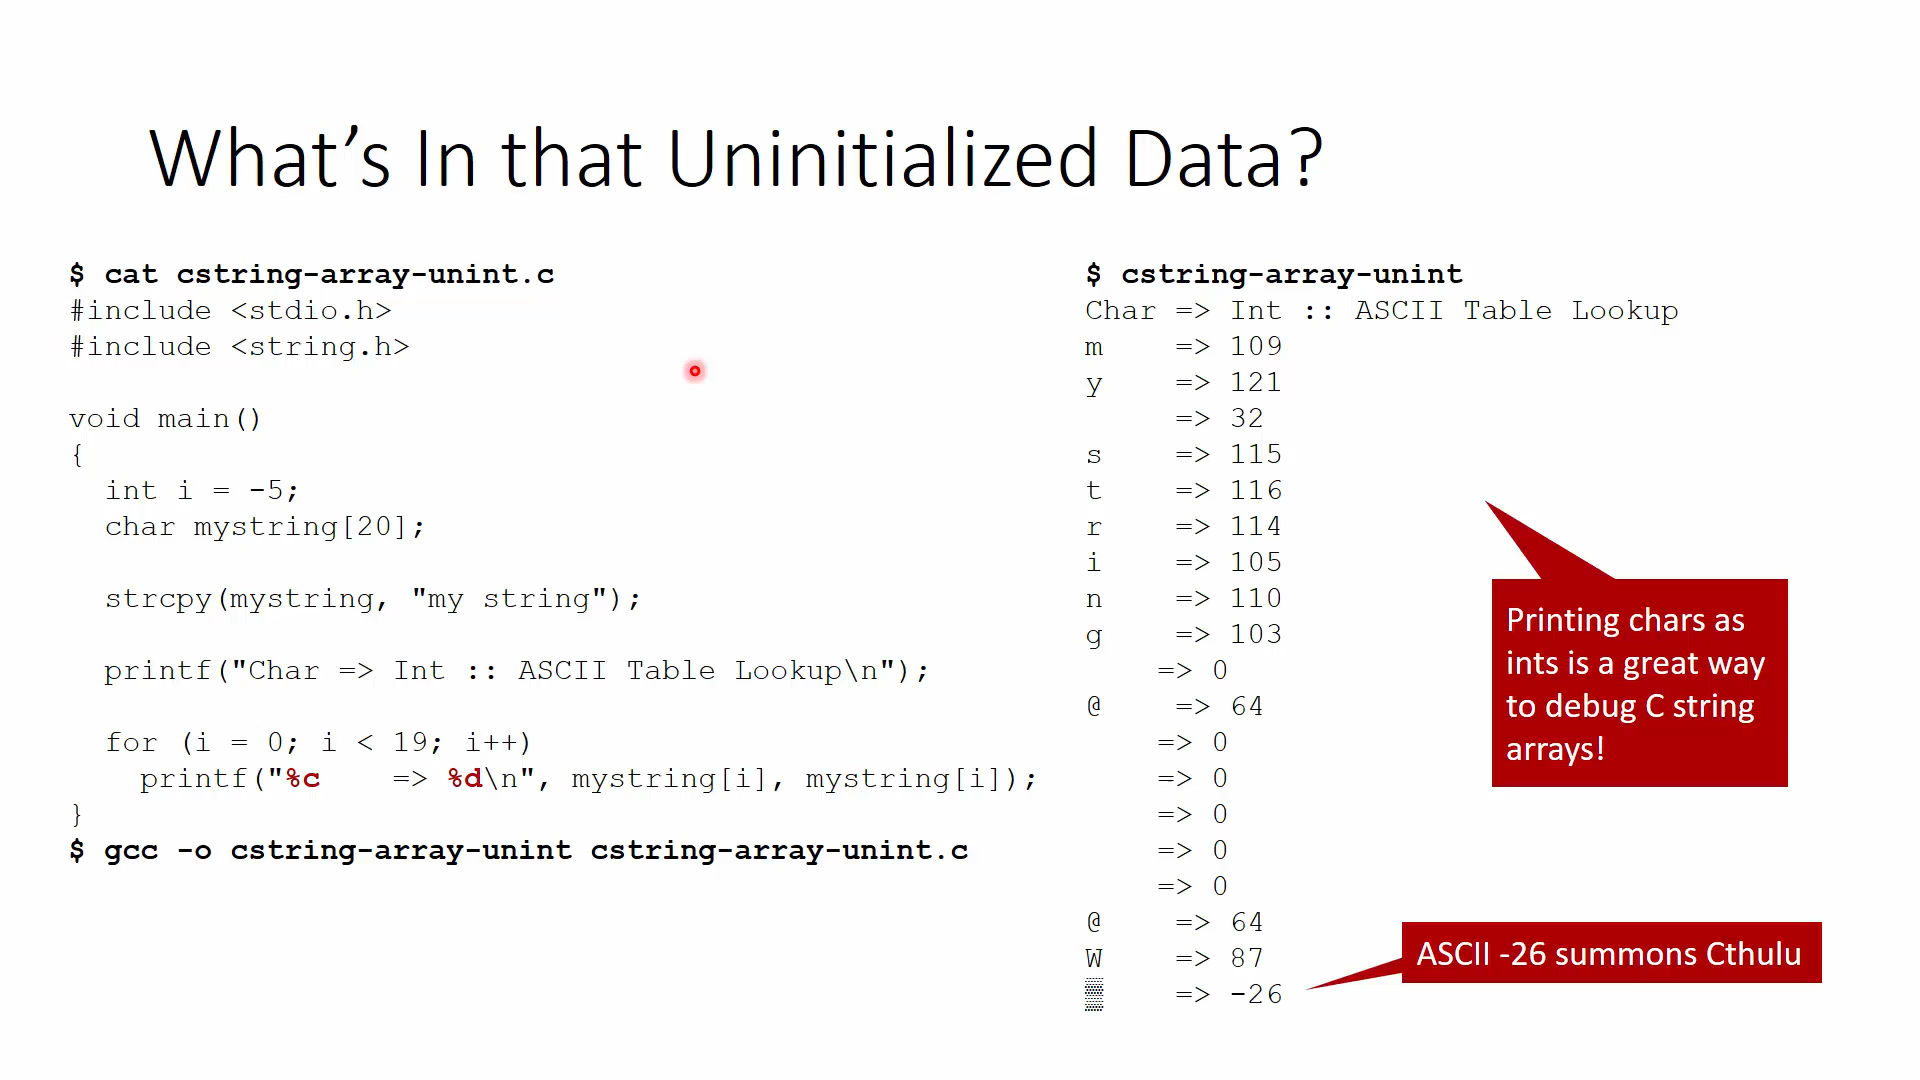 What’s In that Uninitialized Data?
$ cat cstring-array-unint.c
#include <stdio.h>
#include <string.h>
void main()
{
int i = -5;
char mystring[20];
strcpy(mystring, "my string");
printf("Char => Int :: ASCII Table Lookup\n");
for (i = 0; i < 19; i++)
printf("%c    => %d\n", mystring[i], mystring[i]);
}
$ gcc -o cstring-array-unint cstring-array-unint.c
$ cstring-array-unint
Char => Int :: ASCII Table Lookup
m    => 109
y    => 121
=> 32
s    => 115
t    => 116
r    => 114
i    => 105
n    => 110
g    => 103
=> 0
@    => 64
=> 0
=> 0
=> 0
=> 0
=> 0
@    => 64
W    => 87
▒    => -26
Printing chars as
ints is a great way
to debug C string
arrays!
ASCII -26 summons Cthulu